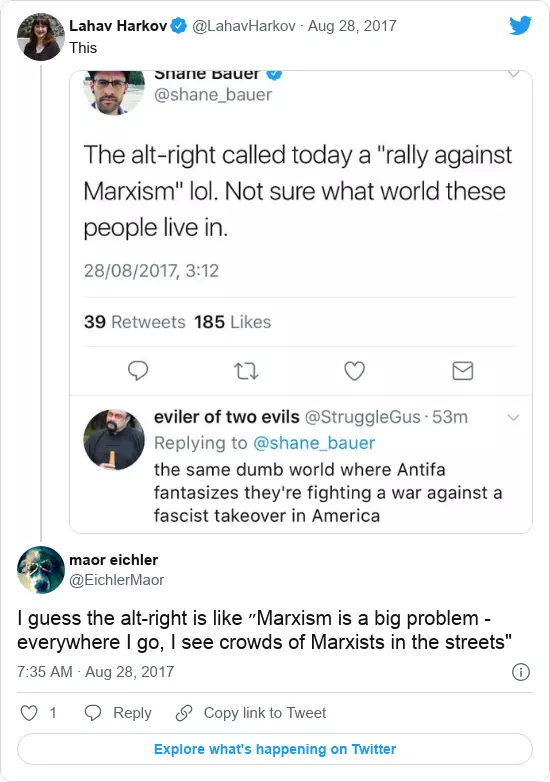 Lahav Harkov @LahavHarkov · Aug 28, 2017
This
Shane Bauer
@shane_bauer
The alt-right called today a "rally against
Marxism" lol. Not sure what world these
people live in.
28/08/2017, 3:12
39 Retweets 185 Likes
eviler of two evils @StruggleGus · 53m
Replying to @shane_bauer
the same dumb world where Antifa
fantasizes they're fighting a war against a
fascist takeover in America
maor eichler
@EichlerMaor
I guess the alt-right is like ״Marxism is a big problem -
everywhere I go, I see crowds of Marxists in the streets"
7:35 AM · Aug 28, 2017
1 Reply Copy link to Tweet
Explore what's happening on Twitter